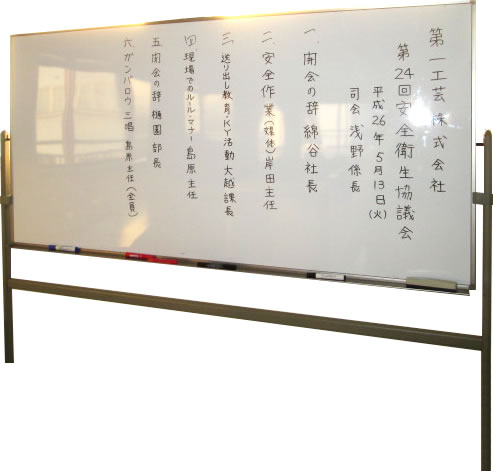 第一工芸株式会社
第24回安全衛生協議会
平成26年5月13日(火)
司会 浅野係長
一、開会の辞 綿谷社長
二、安全作業(媒体)岸田主任
三、送り出し教育・KY活動 大越課長
四、現場でのルール・マナー 島原主任
五、閉会の辞 樋園部長
六、ガンバロウ三唱 島原主任(全員)